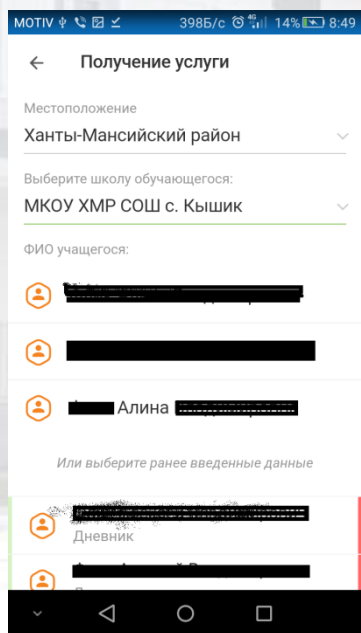 MOTIV 398Б/с 4G 14% 8:49
Получение услуги
Местоположение
Ханты-Мансийский район
Выберите школу обучающегося:
МКОУ ХМР СОШ с. Кышик
ФИО учащегося:
Алина
Или выберите ранее введенные данные
Дневник